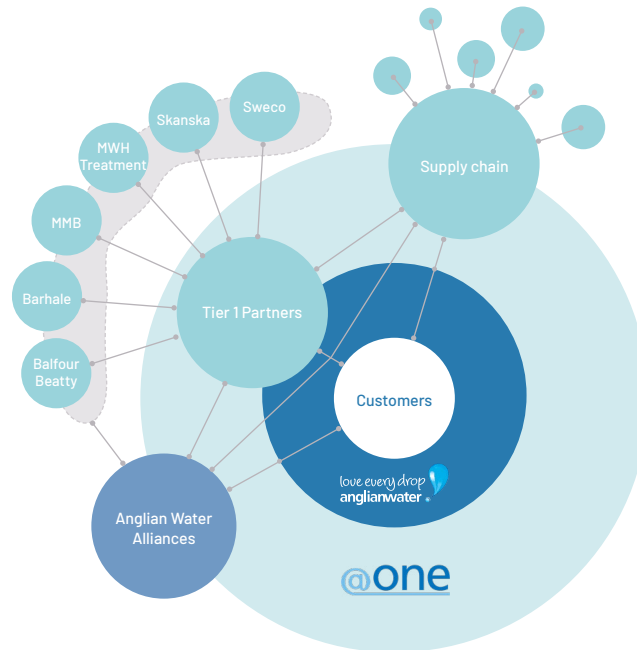 Sweco
Skanska
MWH
Treatment
MMB
Barhale
Balfour
Beatty
Supply chain
Tier 1 Partners
Customers
love every drop
anglianwater
Anglian Water
Alliances
@one